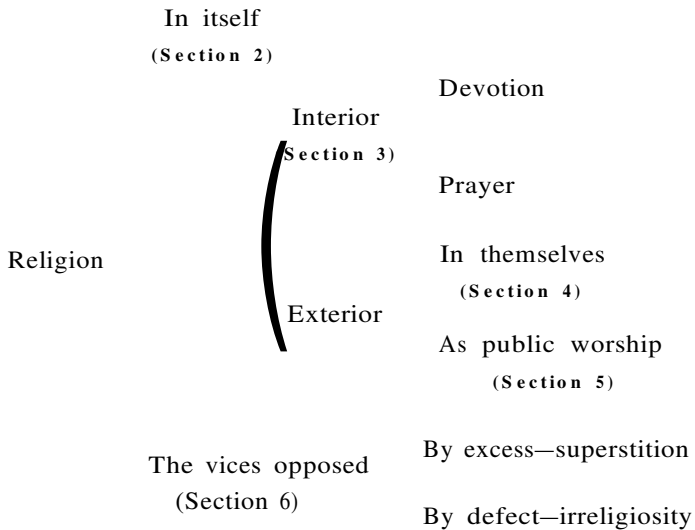 In itself
(Section 2)
Devotion
Interior
Section 3)
Prayer
Religion
In themselves
(Section 4)
Exterior
As public worship
(Section 5)
The vices opposed
(Section 6)
By excess—superstition
By defect—irreligiosity